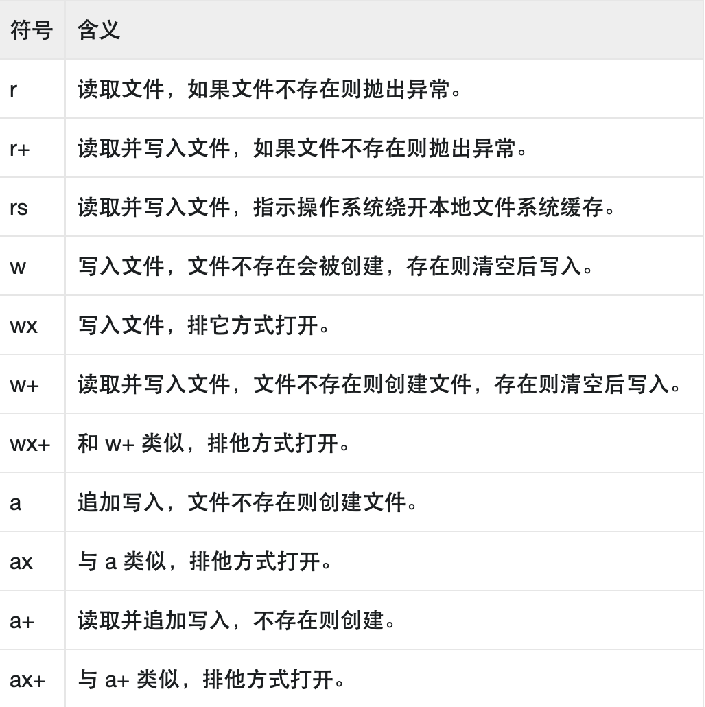 符号 含义
r 读取文件，如果文件不存在则抛出异常。
r+ 读取并写入文件，如果文件不存在则抛出异常。
rs 读取并写入文件，指示操作系统绕开本地文件系统缓存。
w 写入文件，文件不存在会被创建，存在则清空后写入。
wx 写入文件，排它方式打开。
w+ 读取并写入文件，文件不存在则创建文件，存在则清空后写入。
wx+ 和 w+ 类似，排他方式打开。
a 追加写入，文件不存在则创建文件。
ax 与 a 类似，排他方式打开。
a+ 读取并追加写入，不存在则创建。
ax+ 与 a+ 类似，排他方式打开。